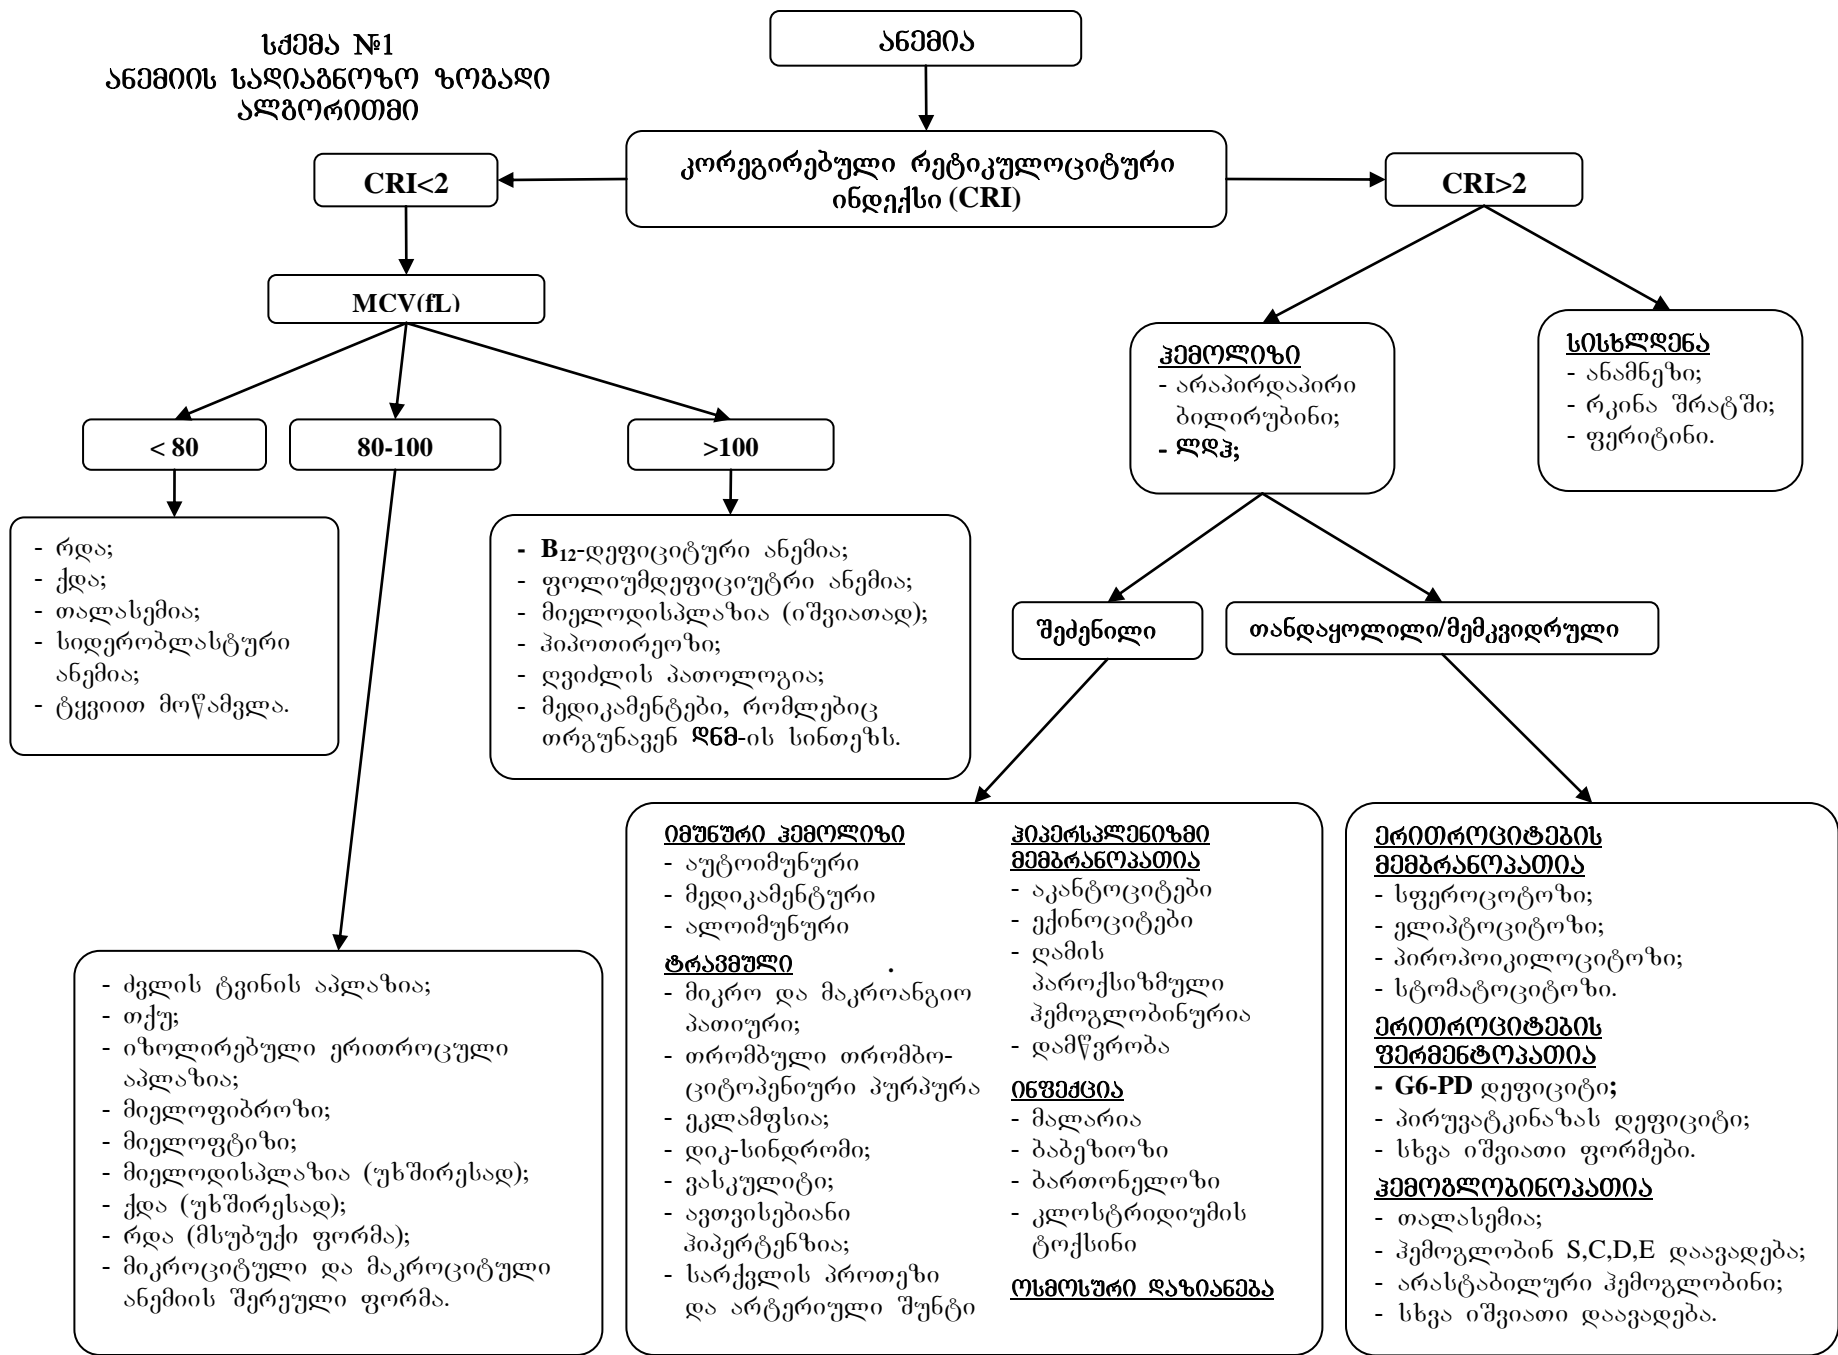 სქემა №1
ანემიის სადიაგნოზო ზოგადი
ალგორითმი
ანემია
კორეგირებული რეტიკულოციტური
ინდექსი (CRI)
CRI<2
CRI>2
MCV(fL)
< 80
80-100
>100
ჰემოლიზი
- არაპირდაპირი
ბილირუბინი;
- ლდჰ;
სისხლდენა
- ანამნეზი;
- რკინა შრატში;
- ფერიტინი.
- რდა;
- ქდა;
- თალასემია;
- სიდერობლასტური
ანემია;
- ტყვიით მოწამვლა.
- B12-დეფიციტური ანემია;
- ფოლიუმდეფიციუტრი ანემია;
- მიელოდისპლაზია (იშვიათად);
- ჰიპოთირეოზი;
- ღვიძლის პათოლოგია;
- მედიკამენტები, რომლებიც
თრგუნავენ დნმ-ის სინთეზს.
შეძენილი
თანდაყოლილი/მემკვიდრული
- ძვლის ტვინის აპლაზია;
- თქუ;
- იზოლირებული ერითროცული
აპლაზია;
- მიელოფიბროზი;
- მიელოფტიზი;
- მიელოდისპლაზია (უხშირესად);
- ქდა (უხშირესად);
- რდა (მსუბუქი ფორმა);
- მიკროციტული და მაკროციტული
ანემიის შერეული ფორმა.
იმუნური ჰემოლიზი
- აუტოიმუნური
- მედიკამენტური
- ალოიმუნური
ტრავმული .
- მიკრო და მაკროანგიო
პათიური;
- თრომბული თრომბო-
ციტოპენიური პურპურა
- ეკლამფსია;
- დიკ-სინდრომი;
- ვასკულიტი;
- ავთვისებიანი
ჰიპერტენზია;
- სარქვლის პროთეზი
და არტერიული შუნტი
ჰიპერსპლენიზმი
მემბრანოპათია
- აკანტოციტები
- ექინოციტები
- ღამის
პაროქსიზმული
ჰემოგლობინურია
- დამწვრობა
ინფექცია
- მალარია
- ბაბეზიოზი
- ბართონელოზი
- კლოსტრიდიუმის
ტოქსინი
ოსმოსური დაზიანება
ერითროციტების
მემბრანოპათია
- სფეროცოტოზი;
- ელიპტოციტოზი;
- პიროპოიკილოციტოზი;
- სტომატოციტოზი.
ერითროციტების
ფერმენტოპათია
- G6-PD დეფიციტი;
- პირუვატკინაზას დეფიციტი;
- სხვა იშვიათი ფორმები.
ჰემოგლობინოპათია
- თალასემია;
- ჰემოგლობინ S,C,D,E დაავადება;
- არასტაბილური ჰემოგლობინი;
- სხვა იშვიათი დაავადება.